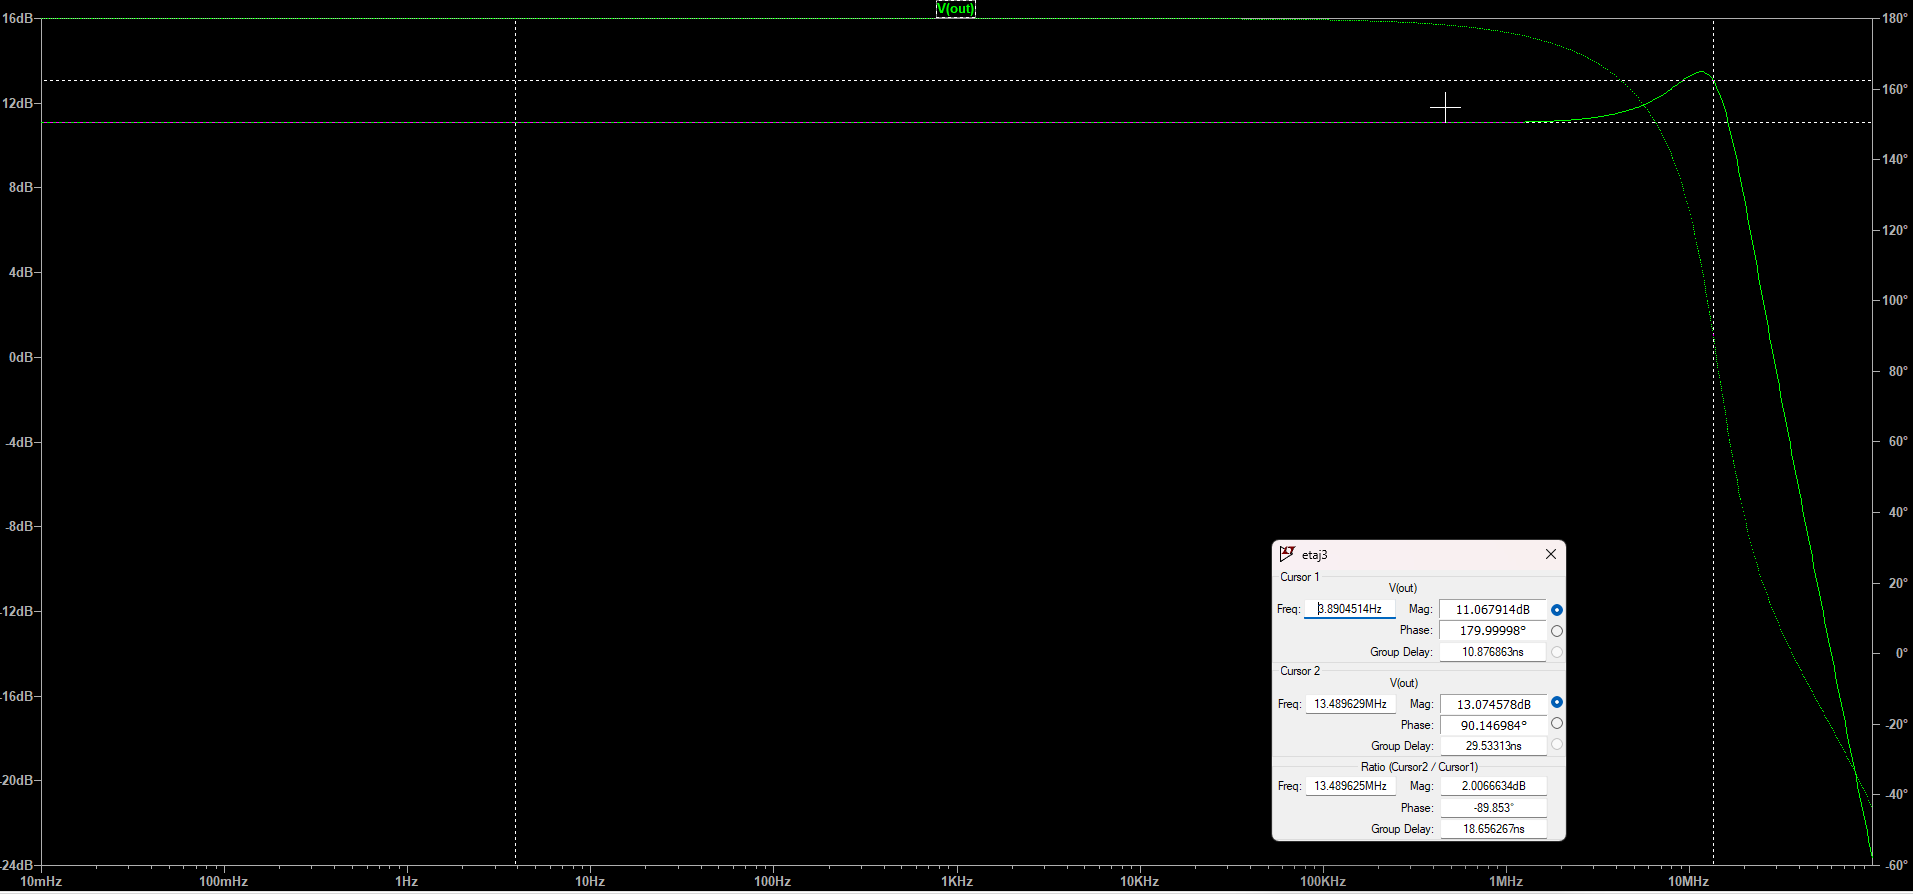 V(out)
16dB
12dB
8dB
4dB
0dB
-4dB
-8dB
-12dB
-16dB
-20dB
-24dB
180°
160°
140°
120°
100°
80°
60°
40°
20°
0°
-20°
-40°
-60°
10mHz 100mHz 1Hz 10Hz 100Hz 1KHz 10KHz 100KHz 1MHz 10MHz
etaj3
Cursor 1
V(out)
Freq: 3.8904514Hz Mag: 11.067914dB
Phase: 179.99998°
Group Delay: 10.876863ns
Cursor 2
V(out)
Freq: 13.489629MHz Mag: 13.074578dB
Phase: 90.146984°
Group Delay: 29.53313ns
Ratio (Cursor2 / Cursor1)
Freq: 13.489625MHz Mag: 2.0066634dB
Phase: -89.853°
Group Delay: 18.656267ns